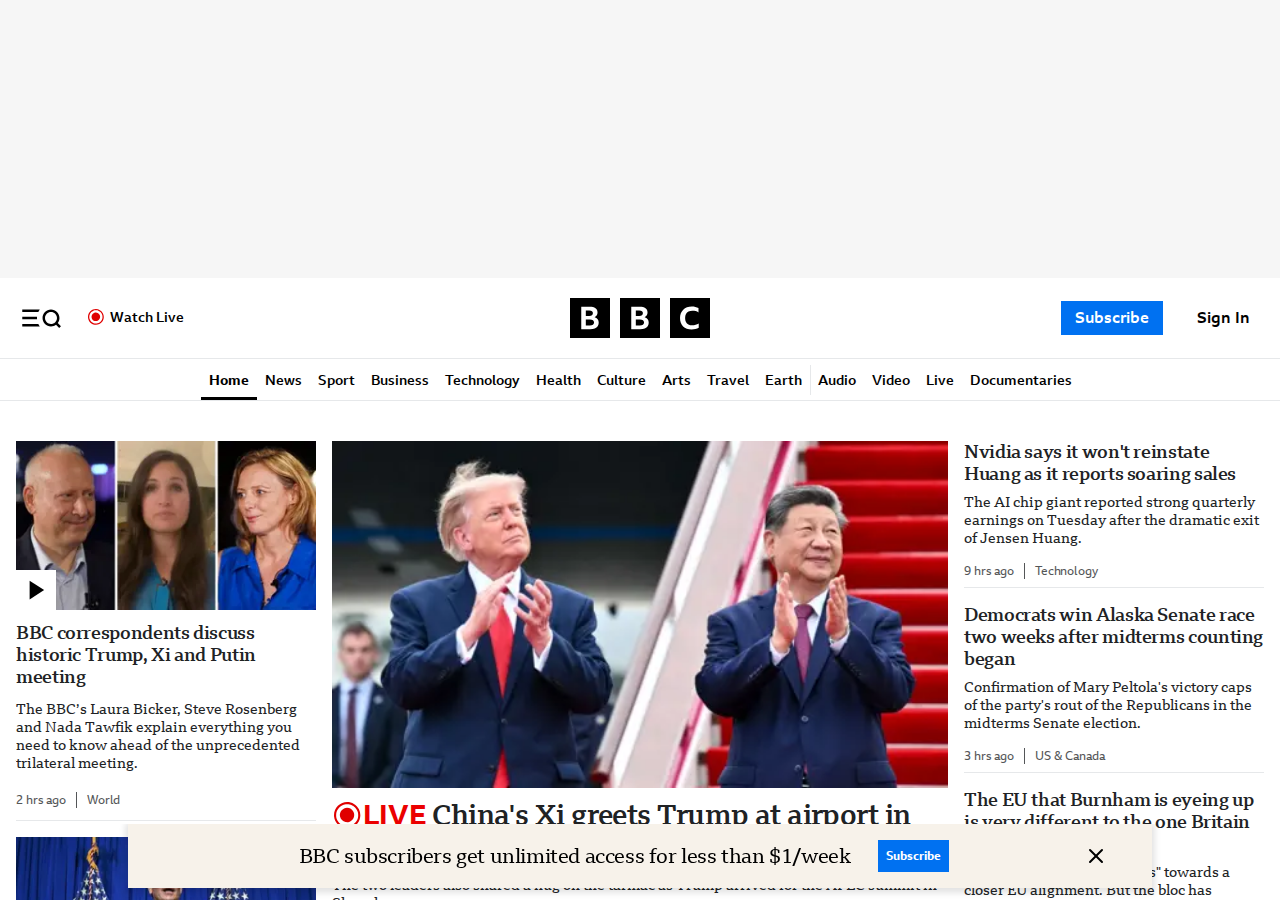 Watch Live
BBC
Subscribe
Sign In
Home
News
Sport
Business
Technology
Health
Culture
Arts
Travel
Earth
Audio
Video
Live
Documentaries
BBC correspondents discuss
historic Trump, Xi and Putin
meeting
The BBC's Laura Bicker, Steve Rosenberg
and Nada Tawfik explain everything you
need to know ahead of the unprecedented
trilateral meeting.
2 hrs ago
World
LIVE China's Xi greets Trump at airport in
Nvidia says it won't reinstate
Huang as it reports soaring sales
The AI chip giant reported strong quarterly
earnings on Tuesday after the dramatic exit
of Jensen Huang.
9 hrs ago
Technology
Democrats win Alaska Senate race
two weeks after midterms counting
began
Confirmation of Mary Peltola's victory caps
of the party's rout of the Republicans in the
midterms Senate election.
3 hrs ago
US & Canada
The EU that Burnham is eyeing up
is very different to the one Britain
towards a
closer EU alignment. But the bloc has
BBC subscribers get unlimited access for less than $1/week
Subscribe